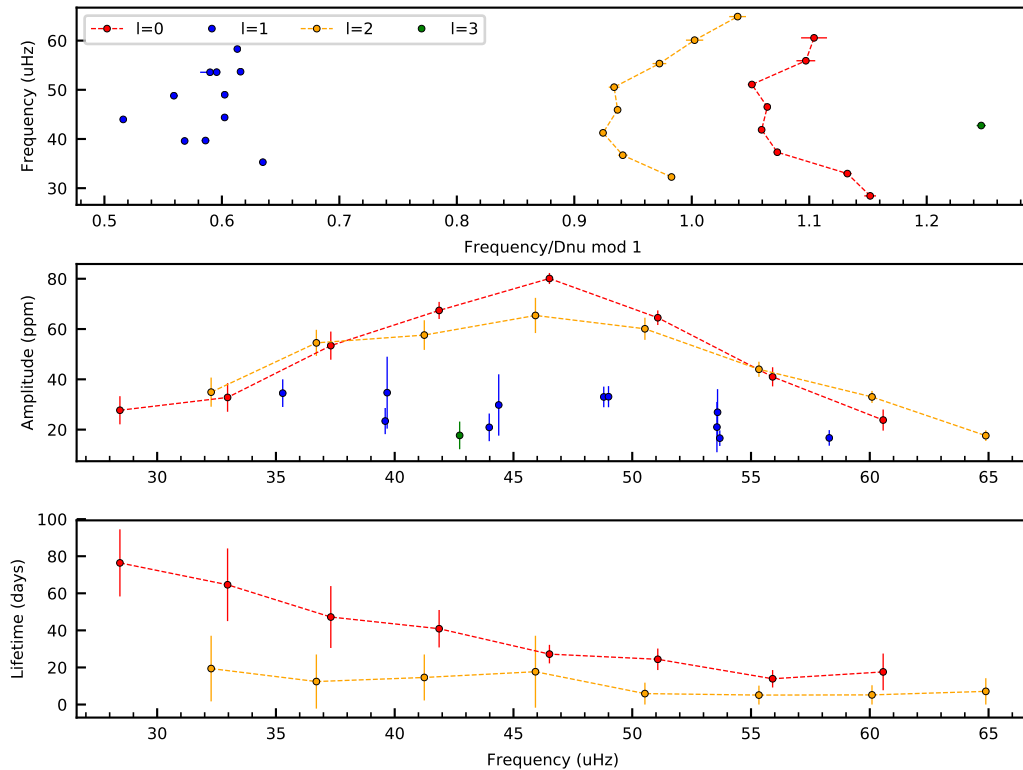 l=0 l=1 l=2 l=3
Frequency (uHz)
60
50
40
30
0.5 0.6 0.7 0.8 0.9 1.0 1.1 1.2
Frequency/Dnu mod 1
Amplitude (ppm)
80
60
40
20
30 35 40 45 50 55 60 65
Lifetime (days)
100
80
60
40
20
0
30 35 40 45 50 55 60 65
Frequency (uHz)